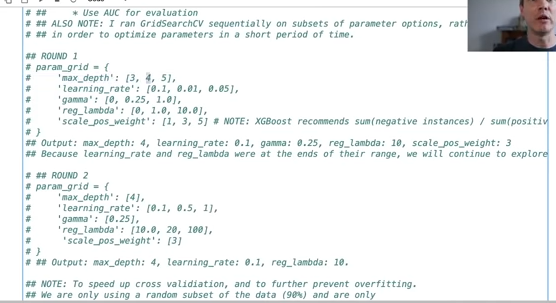 # ##      * Use AUC for evaluation
# ## ALSO NOTE: I ran GridSearchCV sequentially on subsets of parameter options,
# ## in order to optimize parameters in a short period of time.
## ROUND 1
# param_grid = {
#     'max_depth': [3, 4, 5],
#     'learning_rate': [0.1, 0.01, 0.05],
#     'gamma': [0, 0.25, 1.0],
#     'reg_lambda': [0, 1.0, 10.0],
#     'scale_pos_weight': [1, 3, 5] # NOTE: XGBoost recommends sum(negative instances) / sum(positiv
# }
## Output: max_depth: 4, learning_rate: 0.1, gamma: 0.25, reg_lambda: 10, scale_pos_weight: 3
## Because learning_rate and reg_lambda were at the ends of their range, we will continue to explore
# ## ROUND 2
# param_grid = {
#     'max_depth': [4],
#     'learning_rate': [0.1, 0.5, 1],
#     'gamma': [0.25],
#     'reg_lambda': [10.0, 20, 100],
#      'scale_pos_weight': [3]
# }
# ## Output: max_depth: 4, learning_rate: 0.1, reg_lambda: 10.
## NOTE: To speed up cross validiation, and to further prevent overfitting.
## We are only using a random subset of the data (90%) and are only